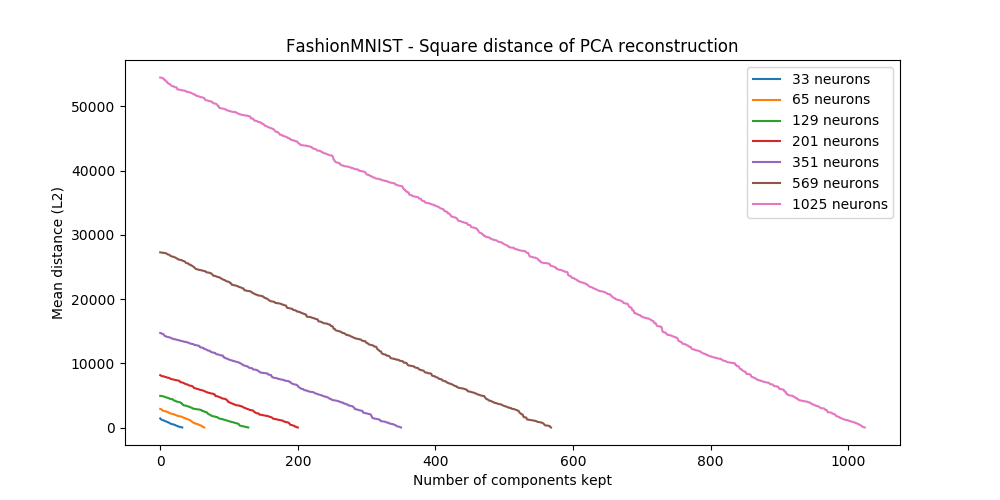 FashionMNIST - Square distance of PCA reconstruction
33 neurons
65 neurons
129 neurons
201 neurons
351 neurons
569 neurons
1025 neurons
Mean distance (L2)
50000
40000
30000
20000
10000
0
0 200 400 600 800 1000
Number of components kept